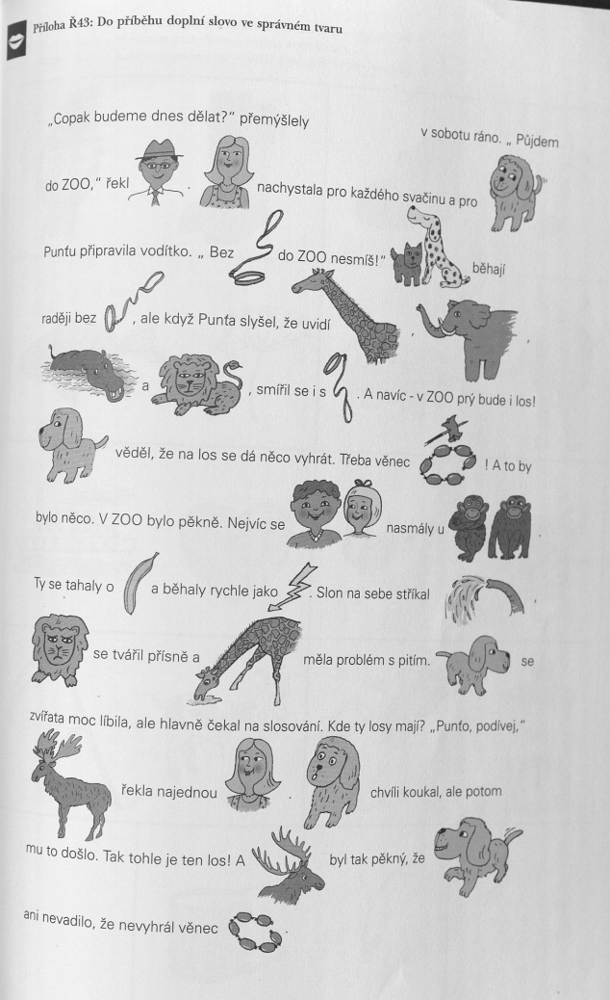 Příloha Ř43: Do příběhu doplní slovo ve správném tvaru
„Copak budeme dnes dělat?" přemýšlely v sobotu ráno. „ Půjdem
do ZOO," řekl . nachystala pro každého svačinu a pro
Punťu připravila vodítko. „ Bez do ZOO nesmíš!" běhají
raději bez , ale když Punťa slyšel, že uvidí , ,
a , smířil se i s . A navíc - v ZOO prý bude i los!
věděl, že na los se dá něco vyhrát. Třeba věnec ! A to by
bylo něco. V ZOO bylo pěkně. Nejvíc se nasmály u .
Ty se tahaly o a běhaly rychle jako . Slon na sebe stříkal
se tvářil přísně a měla problém s pitím. se
zvířata moc líbila, ale hlavně čekal na slosování. Kde ty losy mají? „Punťo, podívej,"
řekla najednou . chvíli koukal, ale potom
mu to došlo. Tak tohle je ten los! A byl tak pěkný, že
ani nevadilo, že nevyhrál věnec .